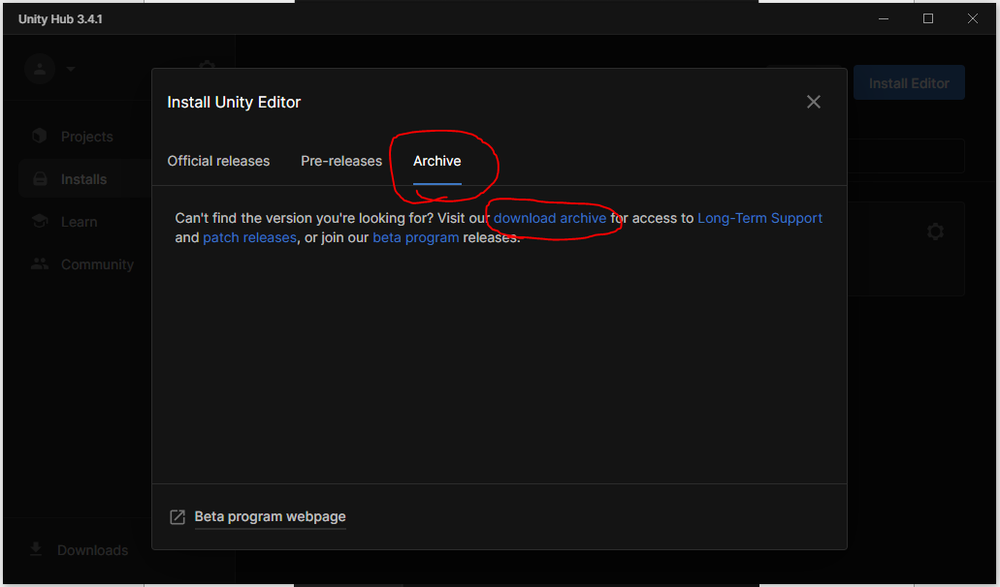 Unity Hub 3.4.1
Install Editor
Install Unity Editor
Projects
Installs
Learn
Community
Downloads
Official releases
Pre-releases
Archive
Can't find the version you're looking for? Visit our download archive for access to Long-Term Support
and patch releases, or join our beta program releases.
Beta program webpage